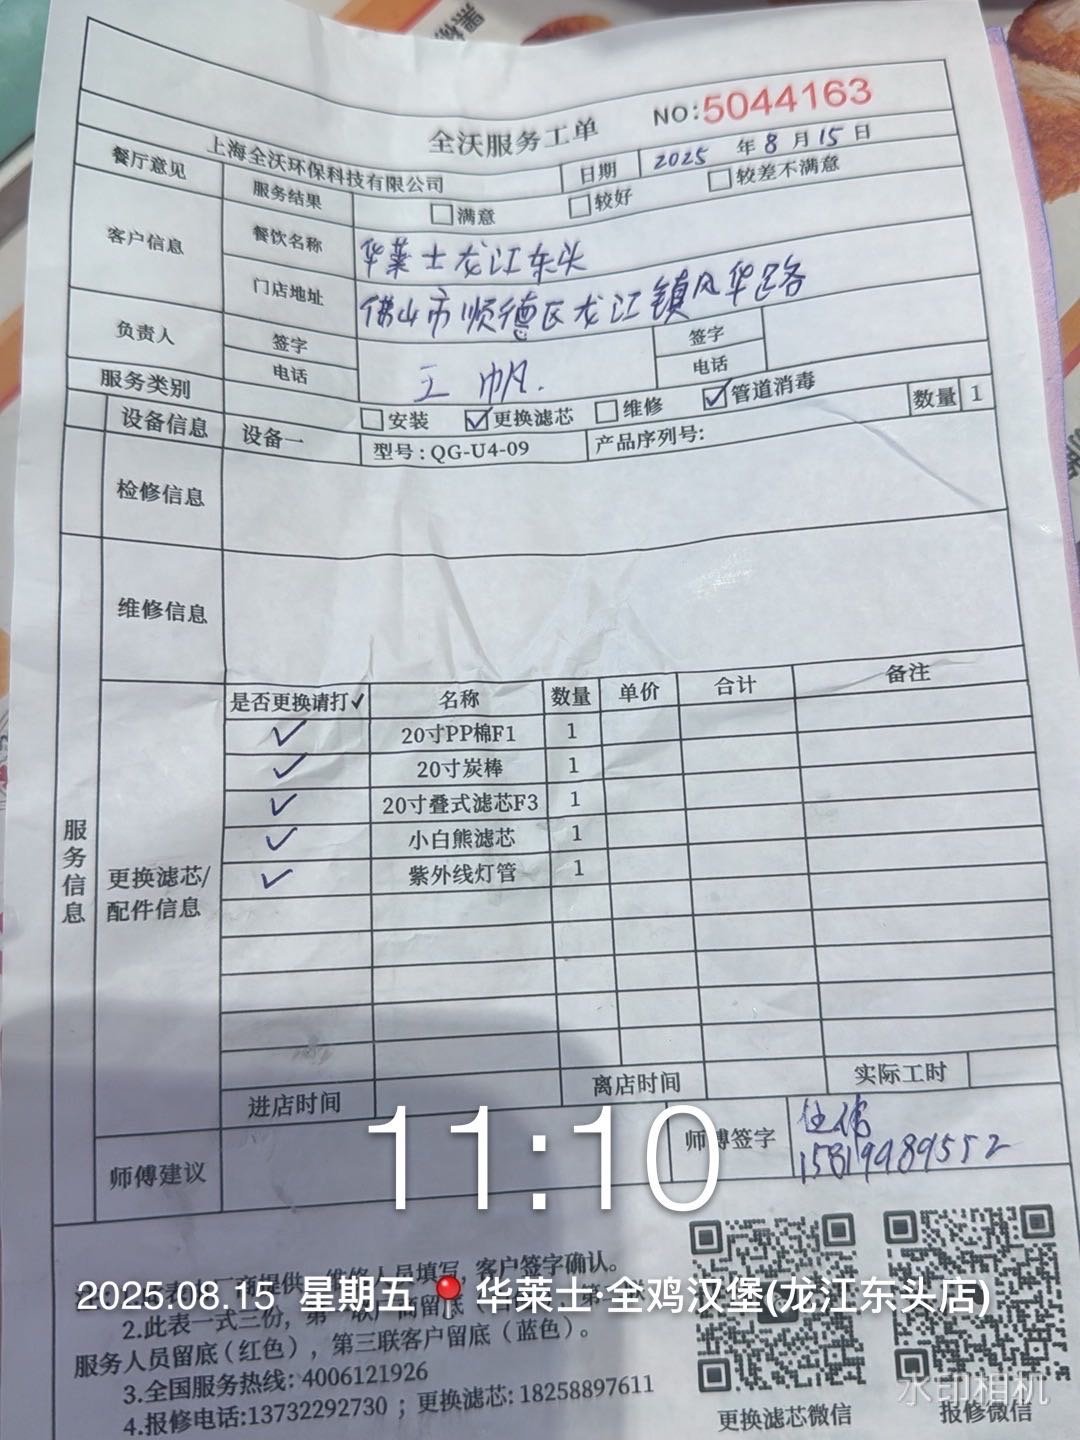 NO:5044163
全沃服务工单
上海全沃环保科技有限公司 日期 2025 年 8 月 15 日
餐厅意见 服务结果 满意 较好 较差不满意
客户信息 餐饮名称 华莱士龙江东头
门店地址 佛山市顺德区龙江镇风华路
负责人 签字 王帆. 签字
电话 电话
服务类别 安装 ✓更换滤芯 维修 ✓管道消毒
设备信息 设备一 型号:QG-U4-09 产品序列号: 数量 1
检修信息
维修信息
服务信息
更换滤芯/
配件信息
是否更换请打✓ 名称 数量 单价 合计 备注
✓ 20寸PP棉F1 1
✓ 20寸炭棒 1
✓ 20寸叠式滤芯F3 1
✓ 小白熊滤芯 1
✓ 紫外线灯管 1
进店时间 离店时间 实际工时
师傅建议 师傅签字
15819989552
11:10
提供,维修人员填写,客户签字确认。
2025.08.15 星期五 华莱士·全鸡汉堡(龙江东头店)
2.此表一式三份,
服务人员留底(红色),第三联客户留底(蓝色)。
3.全国服务热线:4006121926
4.报修电话:13732292730 ;更换滤芯:18258897611
更换滤芯微信 报修微信
水印相机